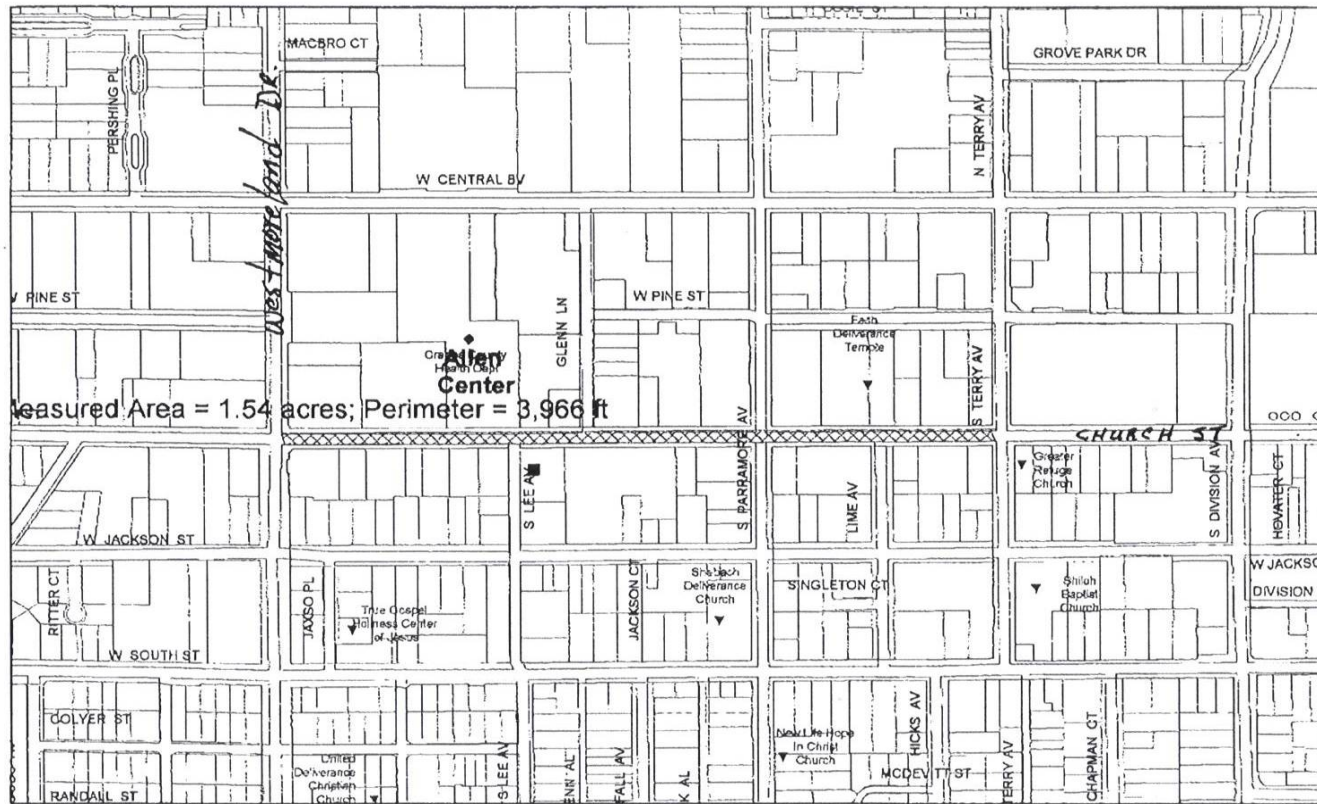 MACBRO CT
GROVE PARK DR
PERSHING PL
Westmoreland Dr.
N TERRY AV
W CENTRAL BV
W PINE ST
W PINE ST
GLENN LN
Faith
Deliverance
Temple
Health Dept
Allen
Center
S TERRY AV
Measured Area = 1.54 acres; Perimeter = 3,966 ft
CHURCH ST
S LEE AV
S PARRAMORE AV
LIME AV
Greater
Refuge
Church
S DIVISION AV
HOVATER CT
W JACKSON ST
W JACKSO
DIVISION
RITTER CT
JAXSO PL
True Gospel
Holiness Center
of Jesus
JACKSON CT
Deliverance
Church
SINGLETON CT
Shiloh
Baptist
Church
W SOUTH ST
COLYER ST
HICKS AV
New Life Hope
In Christ
Church
MCDEVITT ST
TERRY AV
CHAPMAN CT
United
Deliverance
Christian
Church
S LEE AV
FALL AV
K AL
RANDALL ST